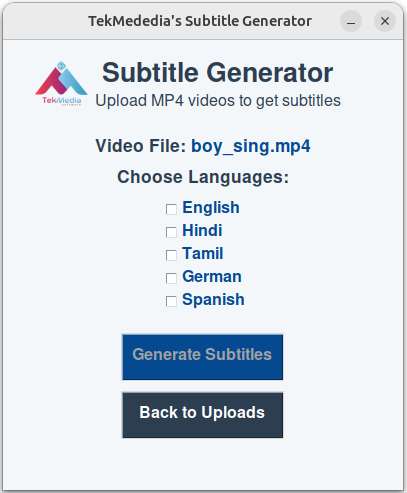 TekMededia's Subtitle Generator
Subtitle Generator
TekMedia
Upload MP4 videos to get subtitles
Video File: boy_sing.mp4
Choose Languages:
English
Hindi
Tamil
German
Spanish
Generate Subtitles
Back to Uploads